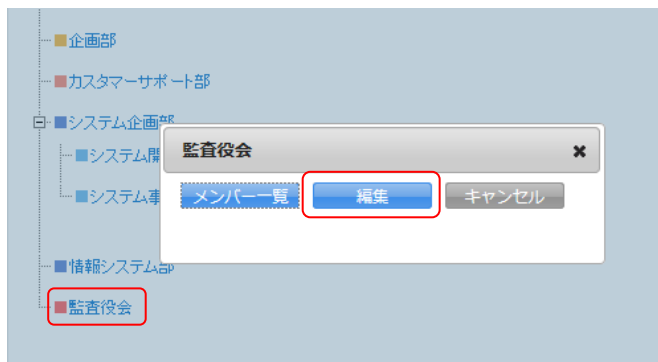 企画部
カスタマーサポート部
システム企画部
システム開
システム事
監査役会
メンバー一覧
編集
キャンセル
情報システム部
監査役会